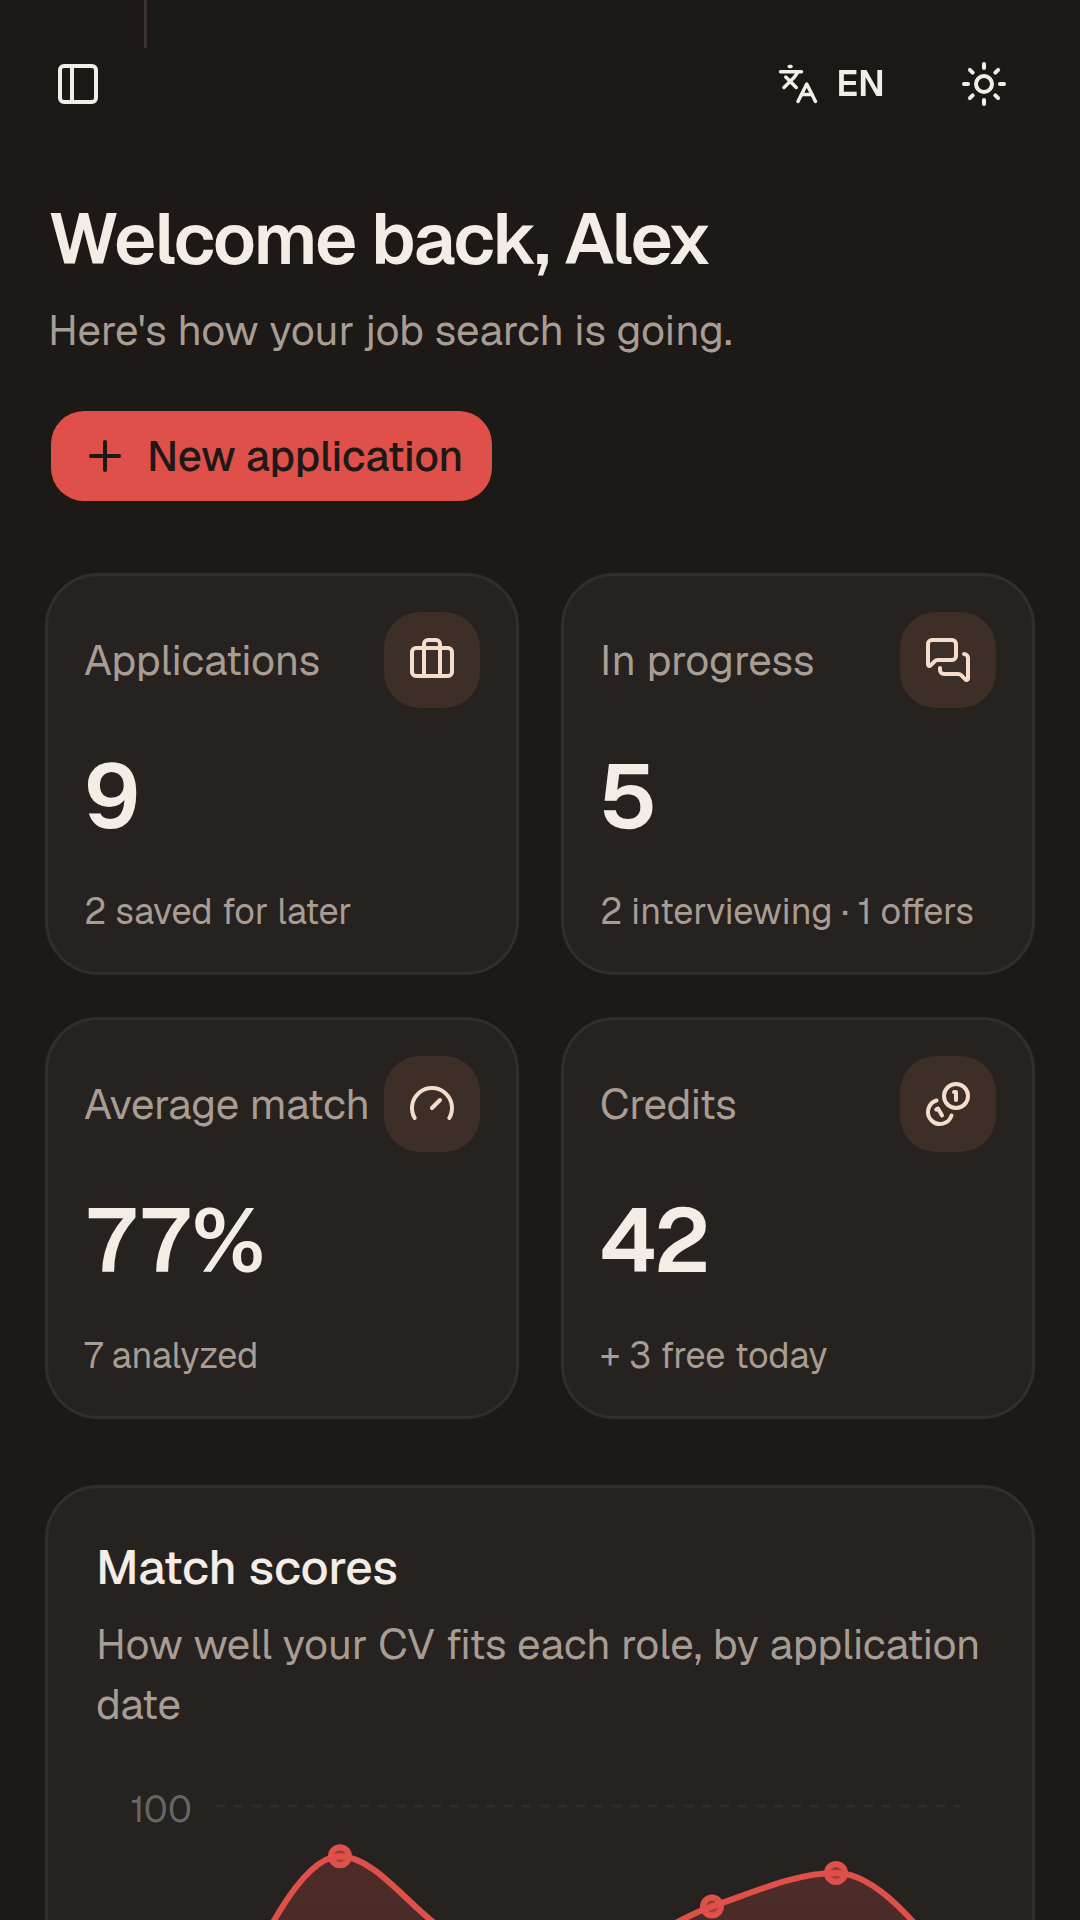 EN
Welcome back, Alex
Here's how your job search is going.
New application
Applications
9
2 saved for later
In progress
5
2 interviewing · 1 offers
Average match
77%
7 analyzed
Credits
42
+ 3 free today
Match scores
How well your CV fits each role, by application
date
100